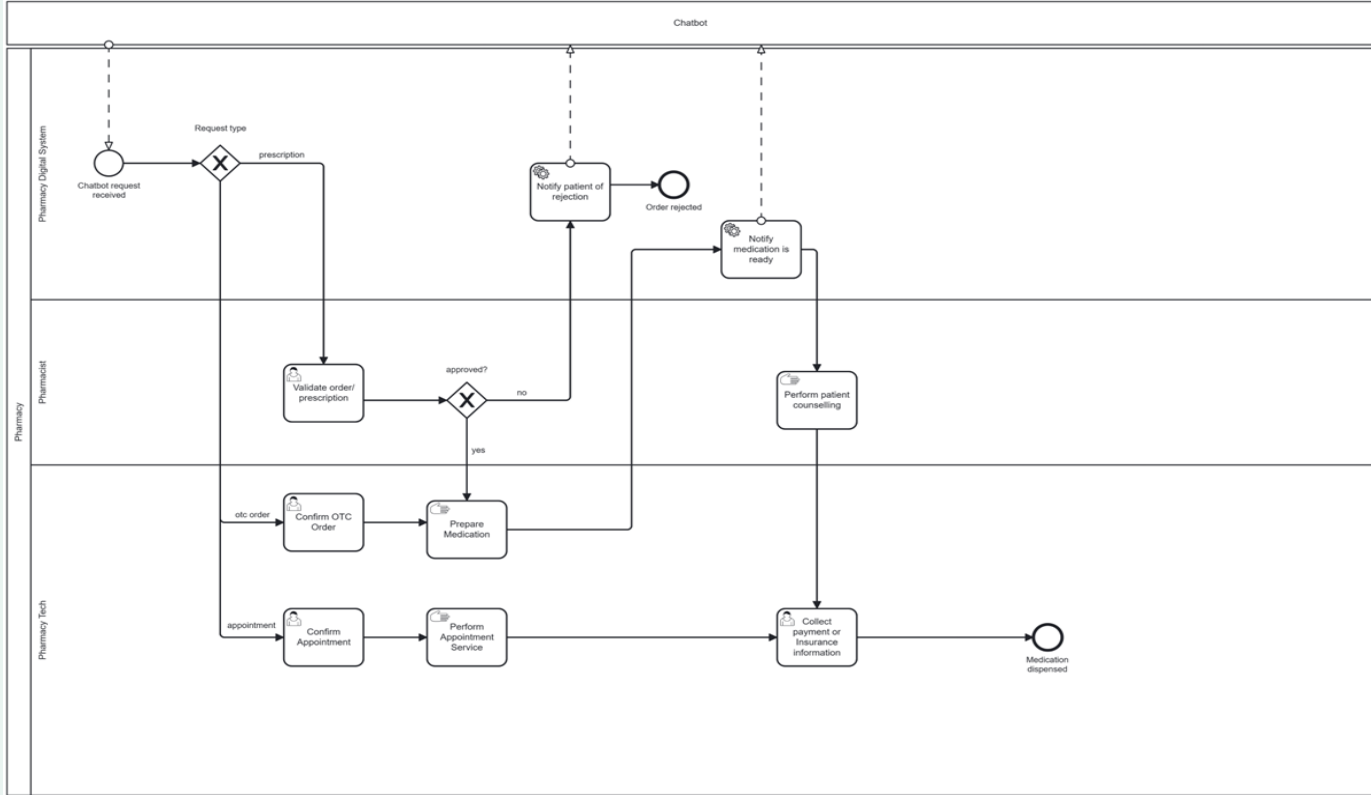 Chatbot
Pharmacy
Pharmacy Digital System
Chatbot request
received
Request type
prescription
Notify patient of
rejection
Order rejected
Notify
medication is
ready
Pharmacist
Validate order/
prescription
approved?
no
yes
Perform patient
counselling
Pharmacy Tech
otc order
Confirm OTC
Order
Prepare
Medication
appointment
Confirm
Appointment
Perform
Appointment
Service
Collect
payment or
Insurance
information
Medication
dispensed